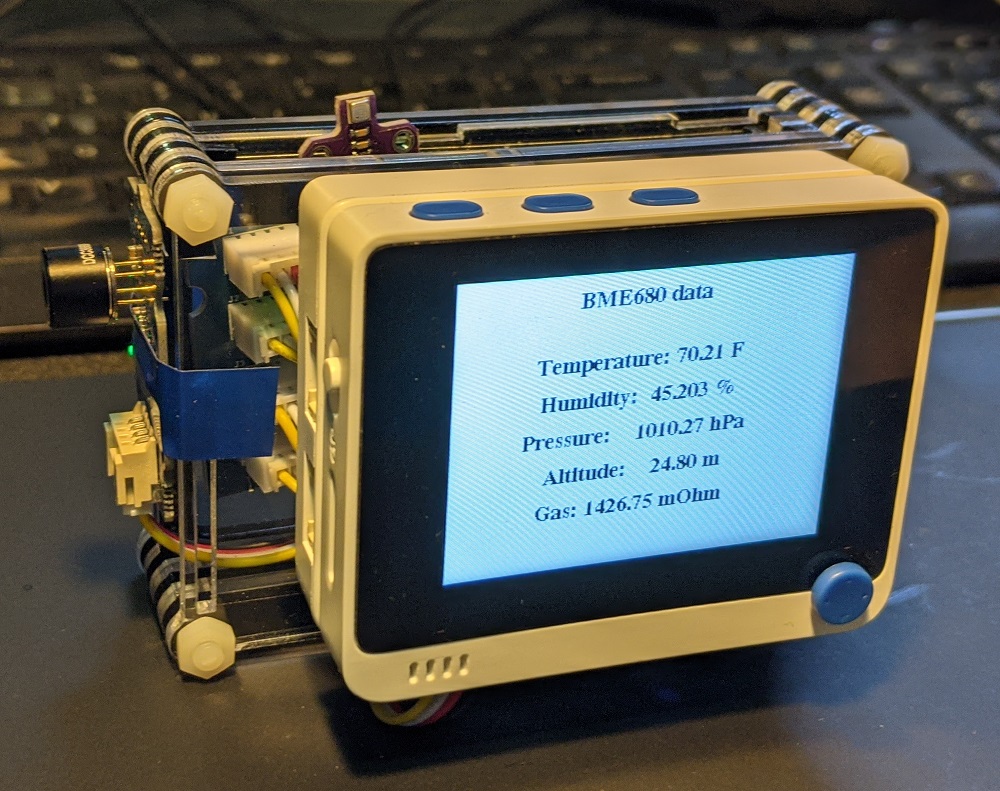 BME680 data
Temperature: 70.21 F
Humidity: 45.203 %
Pressure: 1010.27 hPa
Altitude: 24.80 m
Gas: 1426.75 mOhm